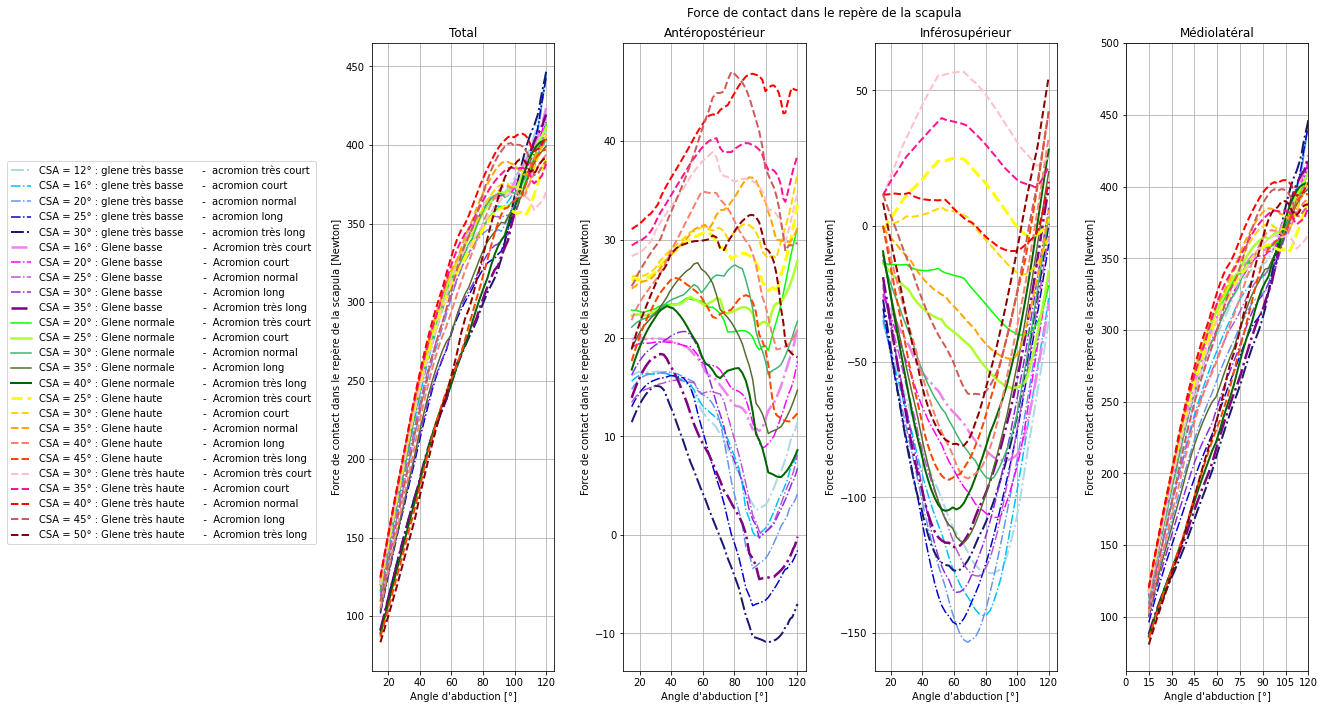 Force de contact dans le repère de la scapula
CSA = 12° : glene très basse - acromion très court
CSA = 16° : glene très basse - acromion court
CSA = 20° : glene très basse - acromion normal
CSA = 25° : glene très basse - acromion long
CSA = 30° : glene très basse - acromion très long
CSA = 16° : Glene basse - Acromion très court
CSA = 20° : Glene basse - Acromion court
CSA = 25° : Glene basse - Acromion normal
CSA = 30° : Glene basse - Acromion long
CSA = 35° : Glene basse - Acromion très long
CSA = 20° : Glene normale - Acromion très court
CSA = 25° : Glene normale - Acromion court
CSA = 30° : Glene normale - Acromion normal
CSA = 35° : Glene normale - Acromion long
CSA = 40° : Glene normale - Acromion très long
CSA = 25° : Glene haute - Acromion très court
CSA = 30° : Glene haute - Acromion court
CSA = 35° : Glene haute - Acromion normal
CSA = 40° : Glene haute - Acromion long
CSA = 45° : Glene haute - Acromion très long
CSA = 30° : Glene très haute - Acromion très court
CSA = 35° : Glene très haute - Acromion court
CSA = 40° : Glene très haute - Acromion normal
CSA = 45° : Glene très haute - Acromion long
CSA = 50° : Glene très haute - Acromion très long
Total
Force de contact dans le repère de la scapula [Newton]
450
400
350
300
250
200
150
100
20 40 60 80 100 120
Angle d'abduction [°]
Antéropostérieur
Force de contact dans le repère de la scapula [Newton]
40
30
20
10
0
−10
20 40 60 80 100 120
Angle d'abduction [°]
Inférosupérieur
Force de contact dans le repère de la scapula [Newton]
50
0
−50
−100
−150
20 40 60 80 100 120
Angle d'abduction [°]
Médiolatéral
Force de contact dans le repère de la scapula [Newton]
500
450
400
350
300
250
200
150
100
0 15 30 45 60 75 90 105 120
Angle d'abduction [°]